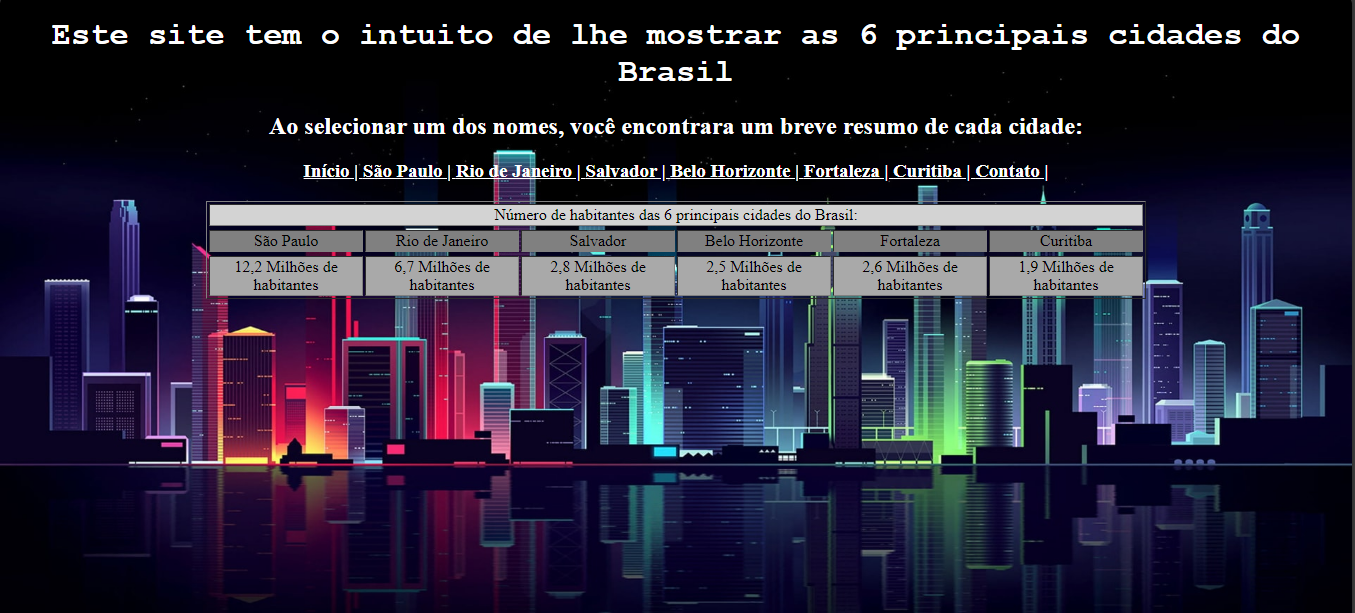 Este site tem o intuito de lhe mostrar as 6 principais cidades do
Brasil
Ao selecionar um dos nomes, você encontrara um breve resumo de cada cidade:
Início | São Paulo | Rio de Janeiro | Salvador | Belo Horizonte | Fortaleza | Curitiba | Contato |
Número de habitantes das 6 principais cidades do Brasil:
São Paulo Rio de Janeiro Salvador Belo Horizonte Fortaleza Curitiba
12,2 Milhões de 6,7 Milhões de 2,8 Milhões de 2,5 Milhões de 2,6 Milhões de 1,9 Milhões de
habitantes habitantes habitantes habitantes habitantes habitantes